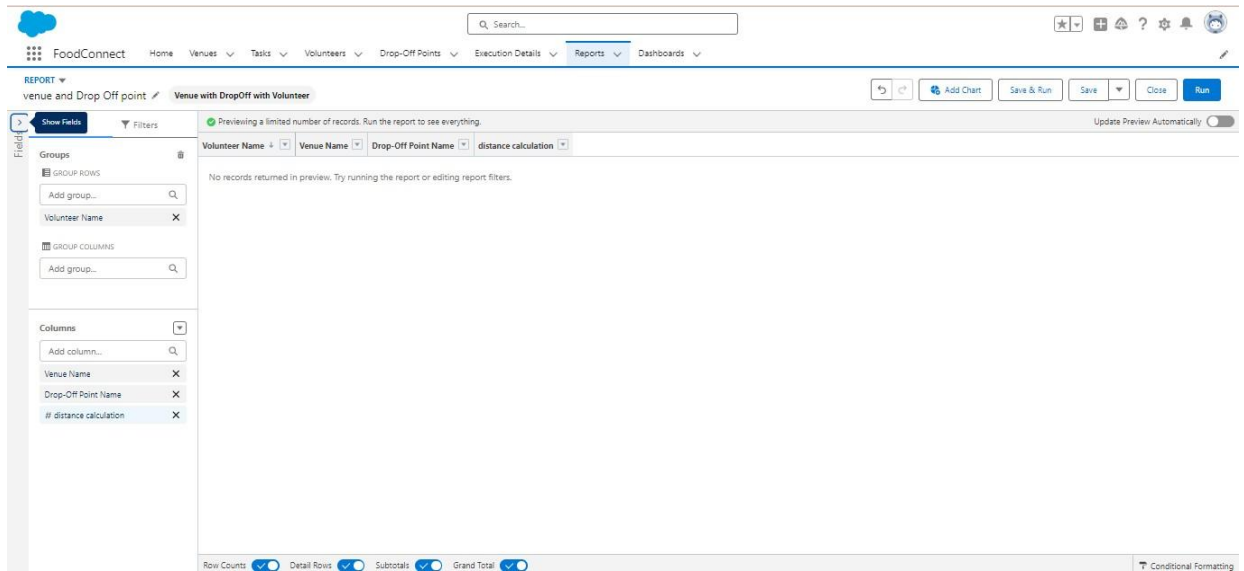 Search...
FoodConnect Home Venues Tasks Volunteers Drop-Off Points Execution Details Reports Dashboards
REPORT
venue and Drop Off point Venue with DropOff with Volunteer Add Chart Save & Run Save Close Run
Fields
Show Fields Filters Previewing a limited number of records. Run the report to see everything. Update Preview Automatically
Volunteer Name Venue Name Drop-Off Point Name distance calculation
Groups
GROUP ROWS
No records returned in preview. Try running the report or editing report filters.
Add group...
Volunteer Name
GROUP COLUMNS
Add group...
Columns
Add column...
Venue Name
Drop-Off Point Name
# distance calculation
Row Counts Detail Rows Subtotals Grand Total Conditional Formatting